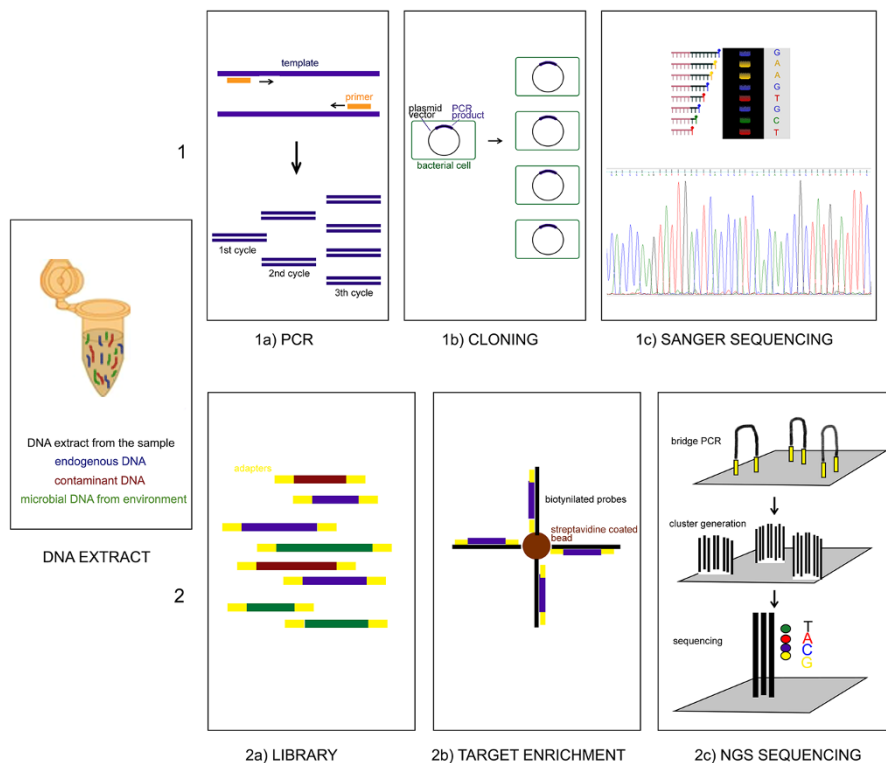 1
template
primer
1st cycle
2nd cycle
3th cycle
1a) PCR
plasmid
vector
PCR
product
bacterial cell
1b) CLONING
G
A
A
G
T
G
C
T
1c) SANGER SEQUENCING
DNA extract from the sample
endogenous DNA
contaminant DNA
microbial DNA from environment
DNA EXTRACT
2
adapters
2a) LIBRARY
biotynilated probes
streptavidine coated
bead
2b) TARGET ENRICHMENT
bridge PCR
cluster generation
sequencing
T
A
C
G
2c) NGS SEQUENCING